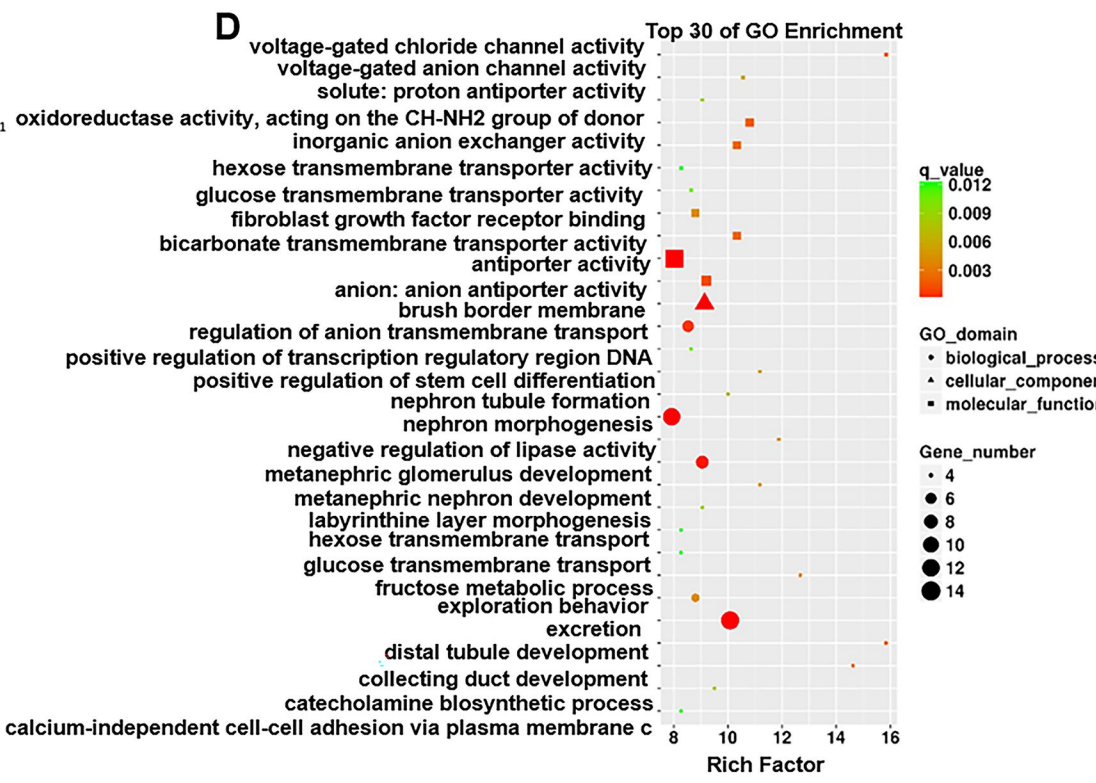 D
Top 30 of GO Enrichment
voltage-gated chloride channel activity
voltage-gated anion channel activity
solute: proton antiporter activity
1
oxidoreductase activity, acting on the CH-NH2 group of donor
inorganic anion exchanger activity
hexose transmembrane transporter activity
glucose transmembrane transporter activity
fibroblast growth factor receptor binding
bicarbonate transmembrane transporter activity
antiporter activity
anion: anion antiporter activity
brush border membrane
regulation of anion transmembrane transport
positive regulation of transcription regulatory region DNA
positive regulation of stem cell differentiation
nephron tubule formation
nephron morphogenesis
negative regulation of lipase activity
metanephric glomerulus development
metanephric nephron development
labyrinthine layer morphogenesis
hexose transmembrane transport
glucose transmembrane transport
fructose metabolic process
exploration behavior
excretion
distal tubule development
collecting duct development
catecholamine biosynthetic process
calcium-independent cell-cell adhesion via plasma membrane c
8 10 12 14 16
Rich Factor
q_value
0.012
0.009
0.006
0.003
GO_domain
biological_process
cellular_componen
molecular_function
Gene_number
4
6
8
10
12
14